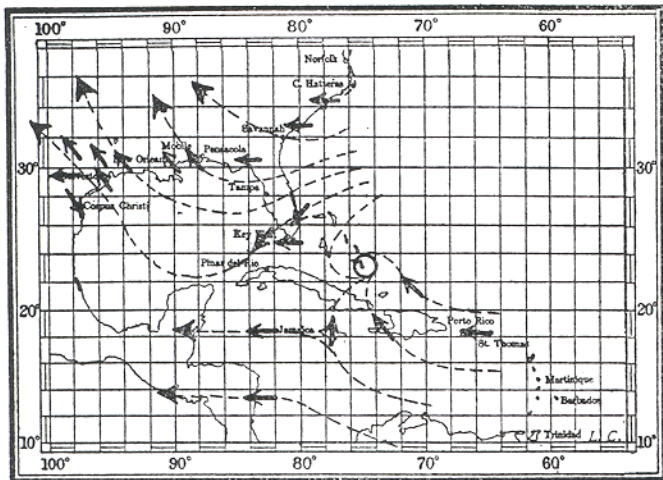 100° 90° 80° 70° 60°
Norfolk
C. Hatteras
Savannah
Mobile Pensacola
Orleans
30° 30°
Tampa
Corpus Christi
Key West
Pinar del Rio
20° 20°
Porto Rico
Jamaica
St. Thomas
Martinique
Barbados
10° Trinidad L. C. 10°
100° 90° 80° 70° 60°